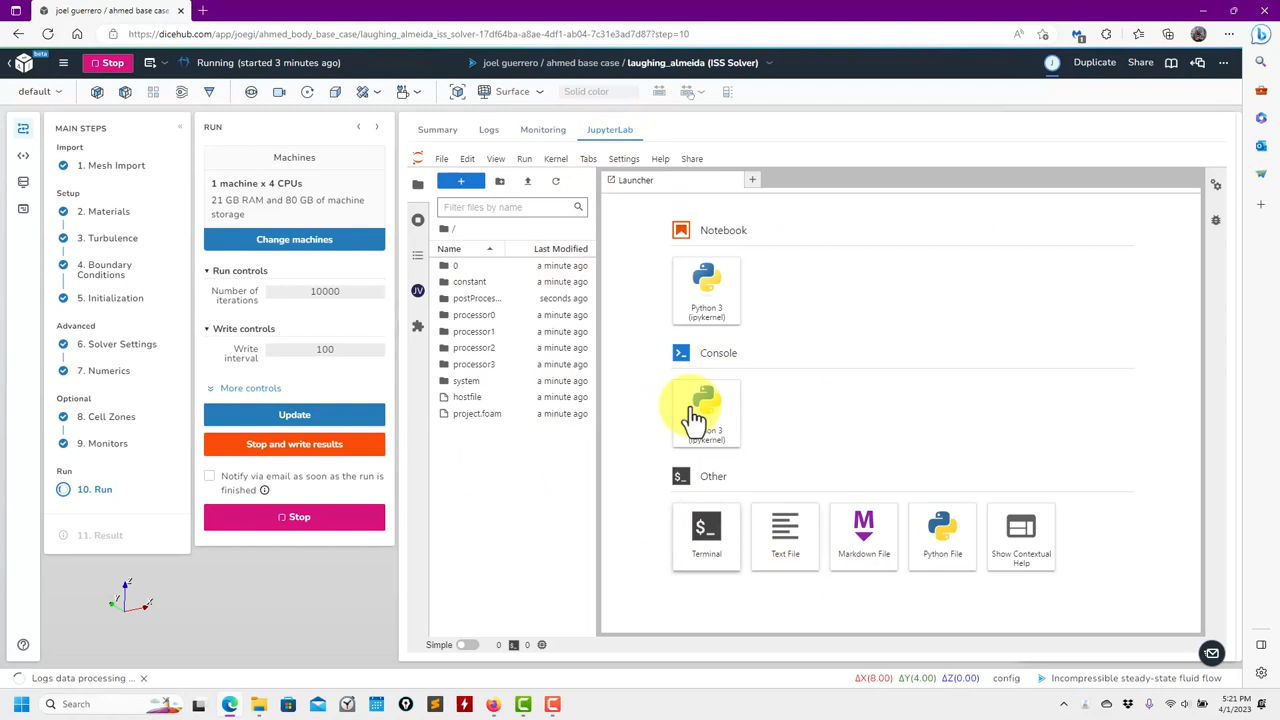 joel guerrero / ahmed base case
https://dicehub.com/app/joegi/ahmed_body_base_case/laughing_almeida_iss_solver-17df64ba-a8af-ab04-7c31e3ad7d87?step=10
beta
Stop
Running (started 3 minutes ago)
joel guerrero / ahmed base case / laughing_almeida (ISS Solver)
J
Duplicate
Share
default
Surface
Solid color
MAIN STEPS
Import
1. Mesh Import
Setup
2. Materials
3. Turbulence
4. Boundary
Conditions
5. Initialization
Advanced
6. Solver Settings
7. Numerics
Optional
8. Cell Zones
9. Monitors
Run
10. Run
11. Result
RUN
Machines
1 machine x 4 CPUs
21 GB RAM and 80 GB of machine
storage
Change machines
Run controls
Number of
iterations
10000
Write controls
Write
interval
100
More controls
Update
Stop and write results
Notify via email as soon as the run is
finished
Stop
Summary
Logs
Monitoring
JupyterLab
File
Edit
View
Run
Kernel
Tabs
Settings
Help
Share
Filter files by name
/
Name
Last Modified
0
a minute ago
constant
a minute ago
postProces...
seconds ago
processor0
a minute ago
processor1
a minute ago
processor2
a minute ago
processor3
a minute ago
system
a minute ago
hostfile
a minute ago
project.foam
a minute ago
JV
Launcher
Notebook
Python 3
(ipykernel)
Console
(ipykernel)
$_
Other
$_
Terminal
Text File
M
Markdown File
Python File
Show Contextual
Help
Simple
0
0
Logs data processing ...
ΔX(8.00)
ΔY(4.00)
ΔZ(0.00)
config
Incompressible steady-state fluid flow
Search
5:21 PM
4/1/2023